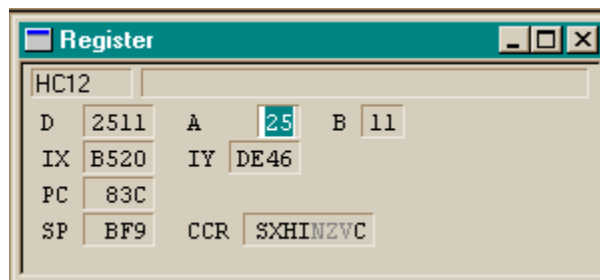 Register
HC12
D 2511 A 25 B 11
IX B520 IY DE46
PC 83C
SP BF9 CCR SXHINZVC